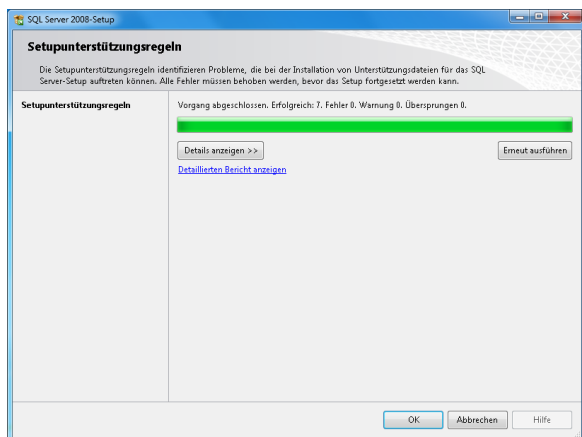 SQL Server 2008-Setup
Setupunterstützungsregeln
Die Setupunterstützungsregeln identifizieren Probleme, die bei der Installation von Unterstützungsdateien für das SQL
Server-Setup auftreten können. Alle Fehler müssen behoben werden, bevor das Setup fortgesetzt werden kann.
Setupunterstützungsregeln
Vorgang abgeschlossen. Erfolgreich: 7. Fehler 0. Warnung 0. Übersprungen 0.
Details anzeigen >>
Erneut ausführen
Detaillierten Bericht anzeigen
OK
Abbrechen
Hilfe